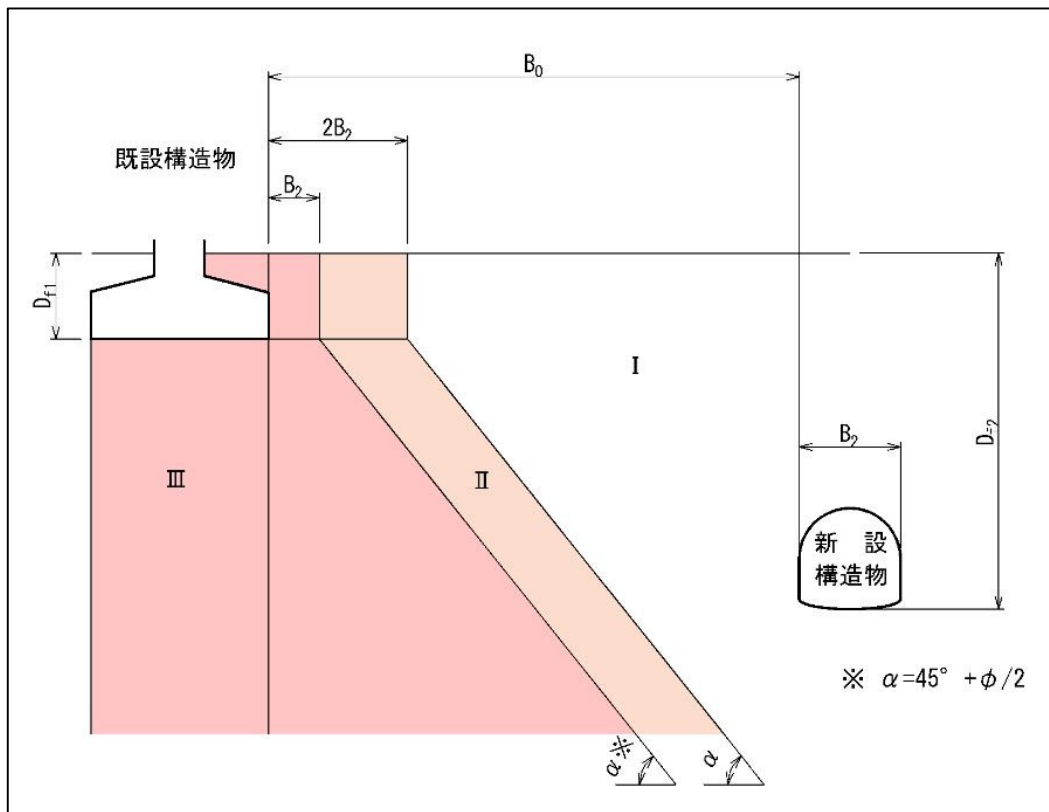 B₀
2B₂
既設構造物
B₂
Df1
Ⅰ
Df2
B₂
Ⅲ
Ⅱ
新 設
構造物
※ α=45° +φ/2
α※
α